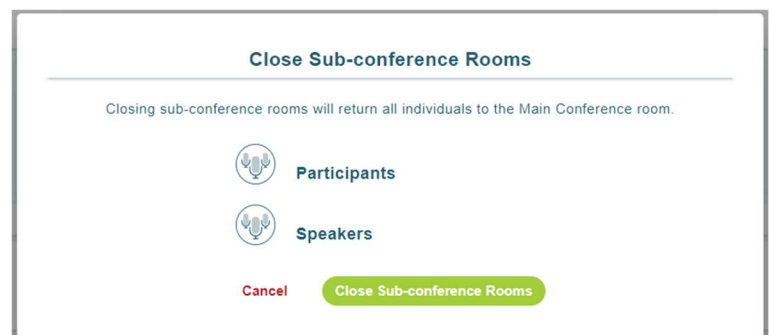 Close Sub-conference Rooms
Closing sub-conference rooms will return all individuals to the Main Conference room.
Participants
Speakers
Cancel Close Sub-conference Rooms